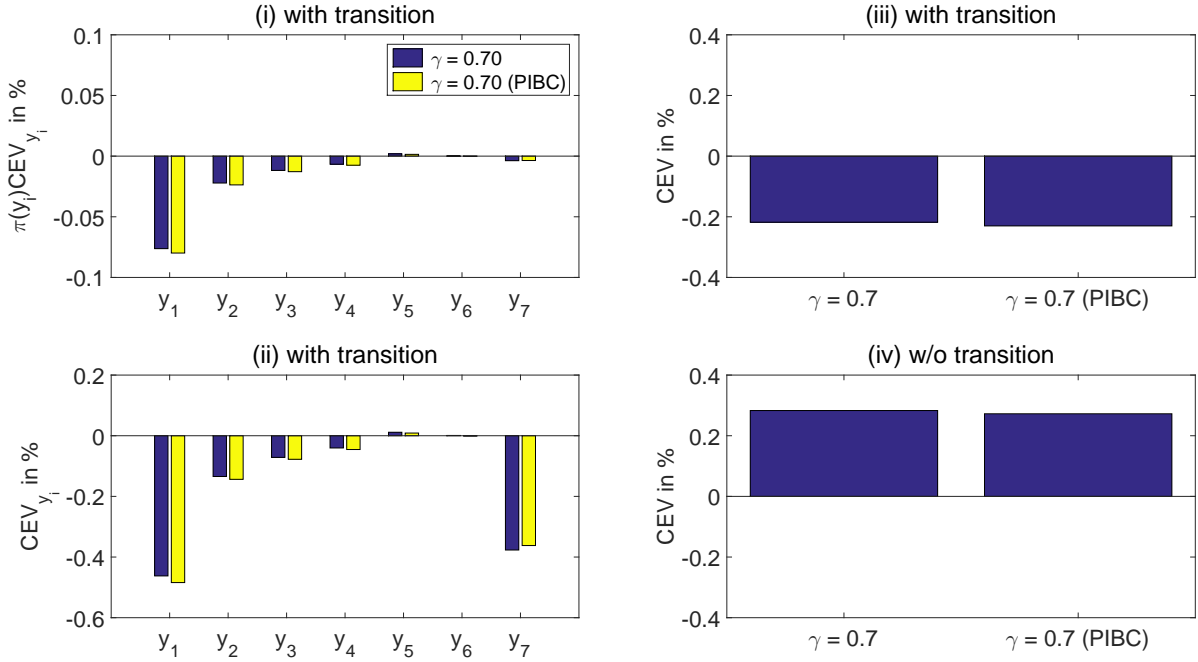 (i) with transition
0.1
0.05
0
-0.05
-0.1
π(y_i)CEV_{y_i} in %
γ = 0.70
γ = 0.70 (PIBC)
y_1 y_2 y_3 y_4 y_5 y_6 y_7
(iii) with transition
0.4
0.2
0
-0.2
-0.4
CEV in %
γ = 0.7 γ = 0.7 (PIBC)
(ii) with transition
0.2
0
-0.2
-0.4
-0.6
CEV_{y_i} in %
y_1 y_2 y_3 y_4 y_5 y_6 y_7
(iv) w/o transition
0.4
0.2
0
-0.2
-0.4
CEV in %
γ = 0.7 γ = 0.7 (PIBC)